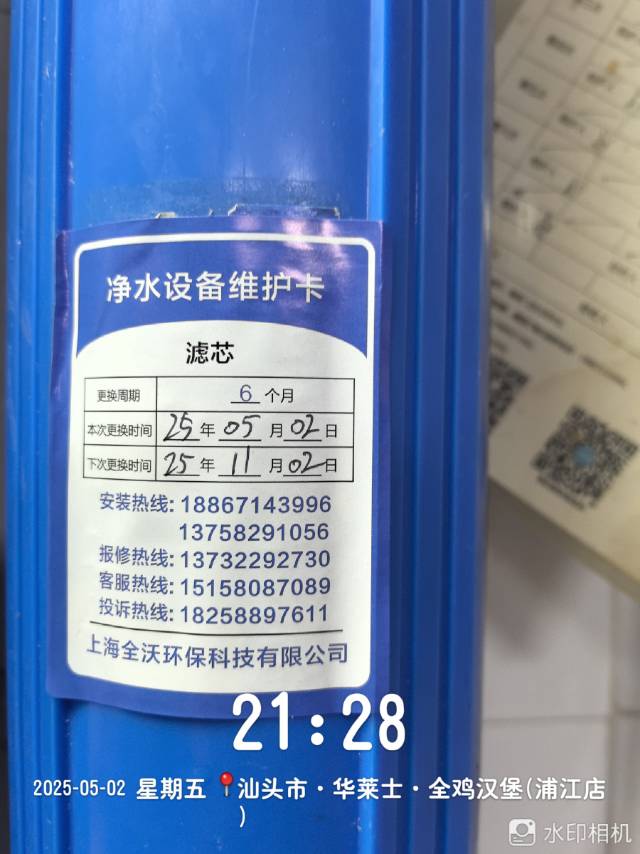 净水设备维护卡
滤芯
更换周期 6 个月
本次更换时间 25 年 05 月 02 日
下次更换时间 25 年 11 月 02 日
安装热线: 18867143996
13758291056
报修热线: 13732292730
客服热线: 15158087089
投诉热线: 18258897611
上海全沃环保科技有限公司
21:28
2025-05-02 星期五 汕头市·华莱士·全鸡汉堡(浦江店
)
水印相机